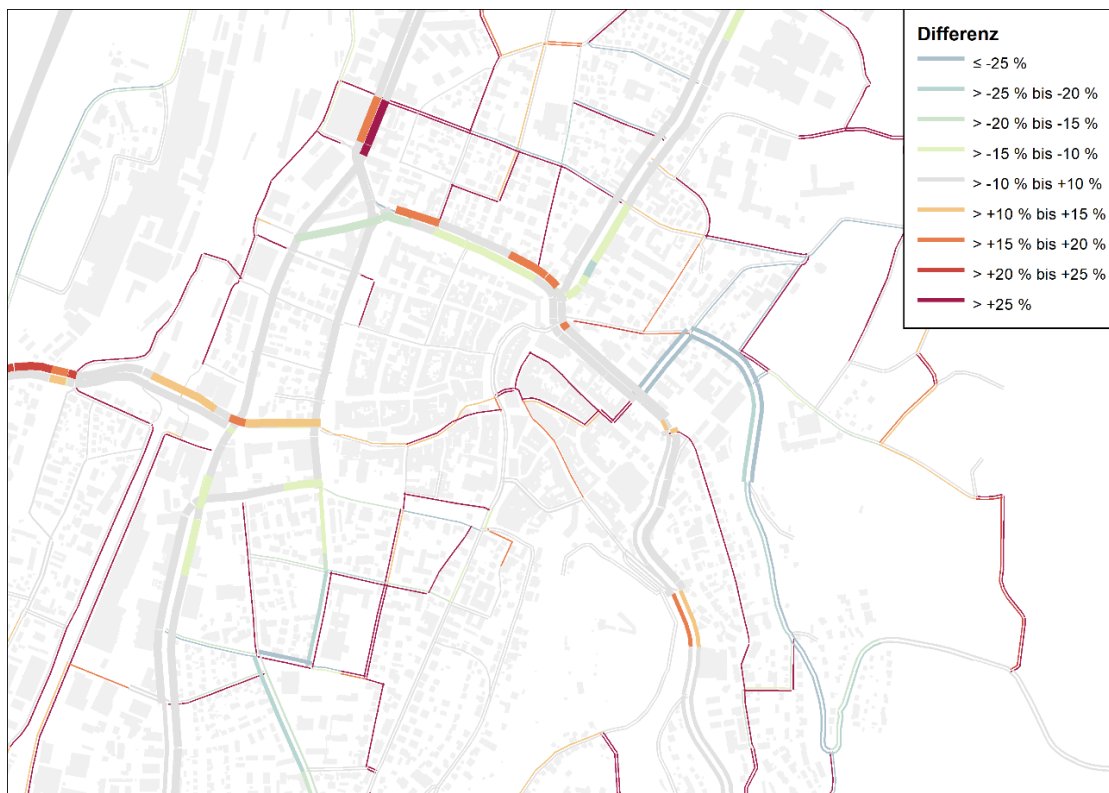 Differenz
≤ -25 %
> -25 % bis -20 %
> -20 % bis -15 %
> -15 % bis -10 %
> -10 % bis +10 %
> +10 % bis +15 %
> +15 % bis +20 %
> +20 % bis +25 %
> +25 %